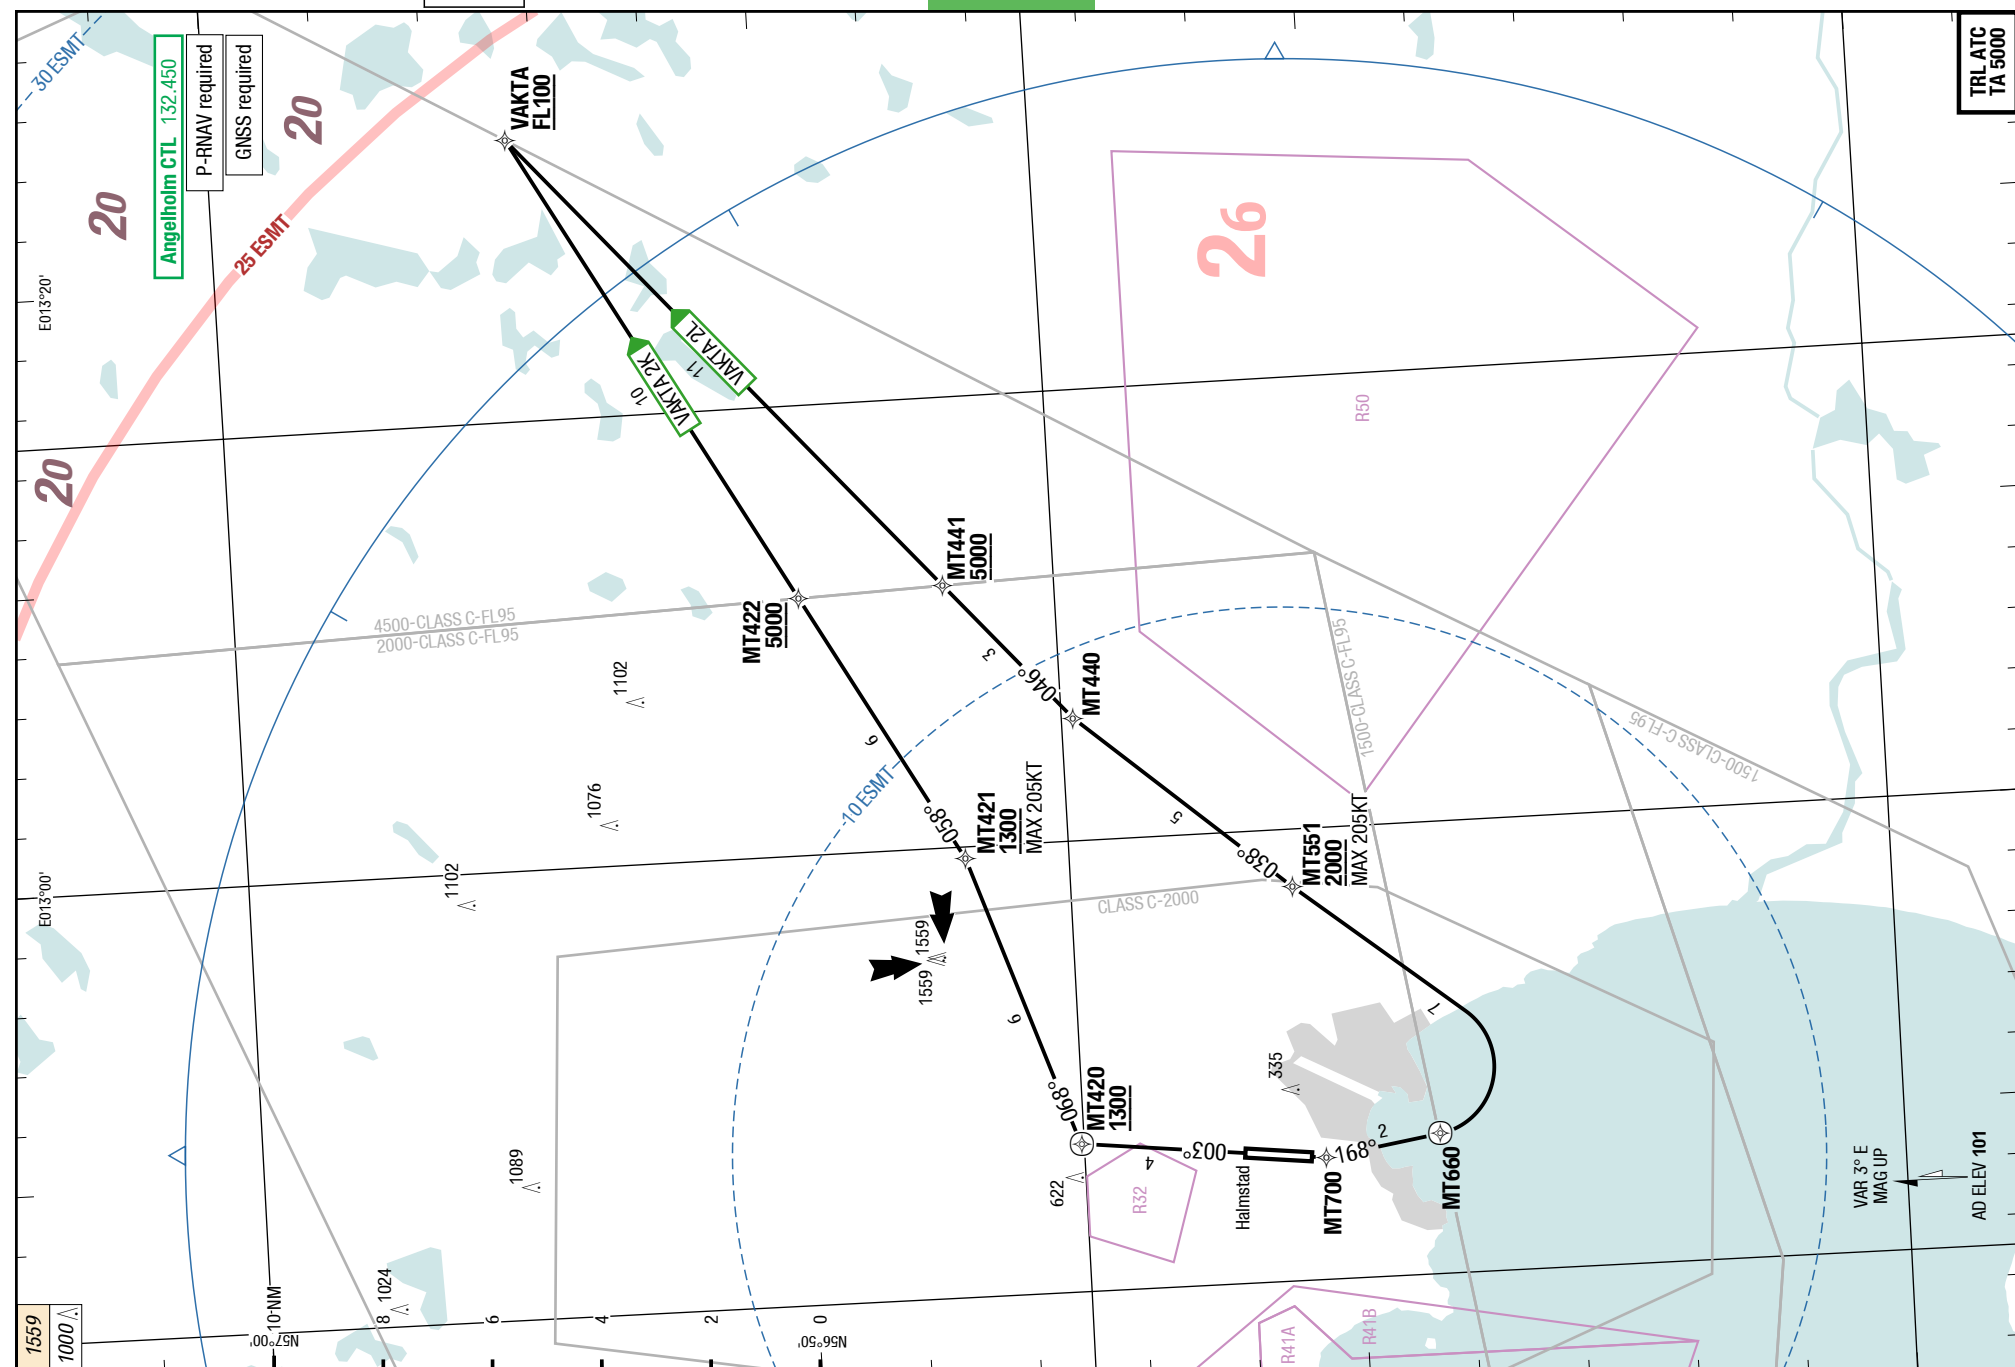 30 ESMT
20
20
20
Angelholm CTL 132.450
P-RNAV required
GNSS required
25 ESMT
E013°20'
VAKTA
FL100
TRL ATC
TA 5000
26
R50
VAKTA 2K
10
VAKTA 2L
11
4500-CLASS C-FL95
2000-CLASS C-FL95
MT422
5000
MT441
5000
1102
3
046°
MT440
1500-CLASS C-FL95
1500-CLASS C-FL95
1076
9
10 ESMT
058°
MT421
1300
MAX 205KT
5
038°
MT551
2000
MAX 205KT
E013°00'
1102
CLASS C-2000
1559
1559
6
7
335
068°
MT420
1300
003°
4
622
R32
Halmstad
MT700
168°
2
MT660
1089
VAR 3° E
MAG UP
AD ELEV 101
1024
1559
1000
10 NM
8
6
4
2
0
N57°00'
N56°50'
R41A
R41B